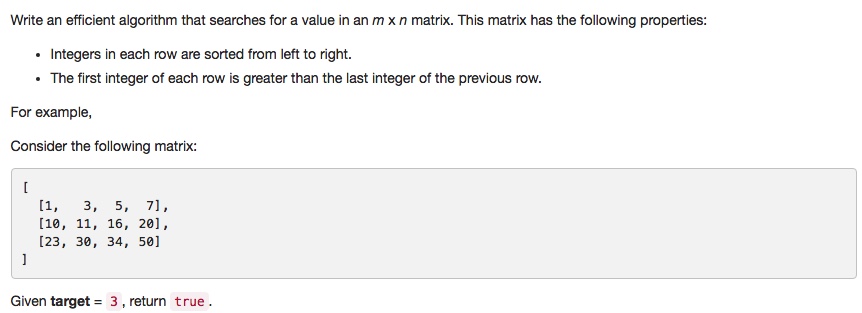 Write an efficient algorithm that searches for a value in an m x n matrix. This matrix has the following properties:
• Integers in each row are sorted from left to right.
• The first integer of each row is greater than the last integer of the previous row.
For example,
Consider the following matrix:
[
  [1,   3,  5,  7],
  [10, 11, 16, 20],
  [23, 30, 34, 50]
]
Given target = 3, return true.